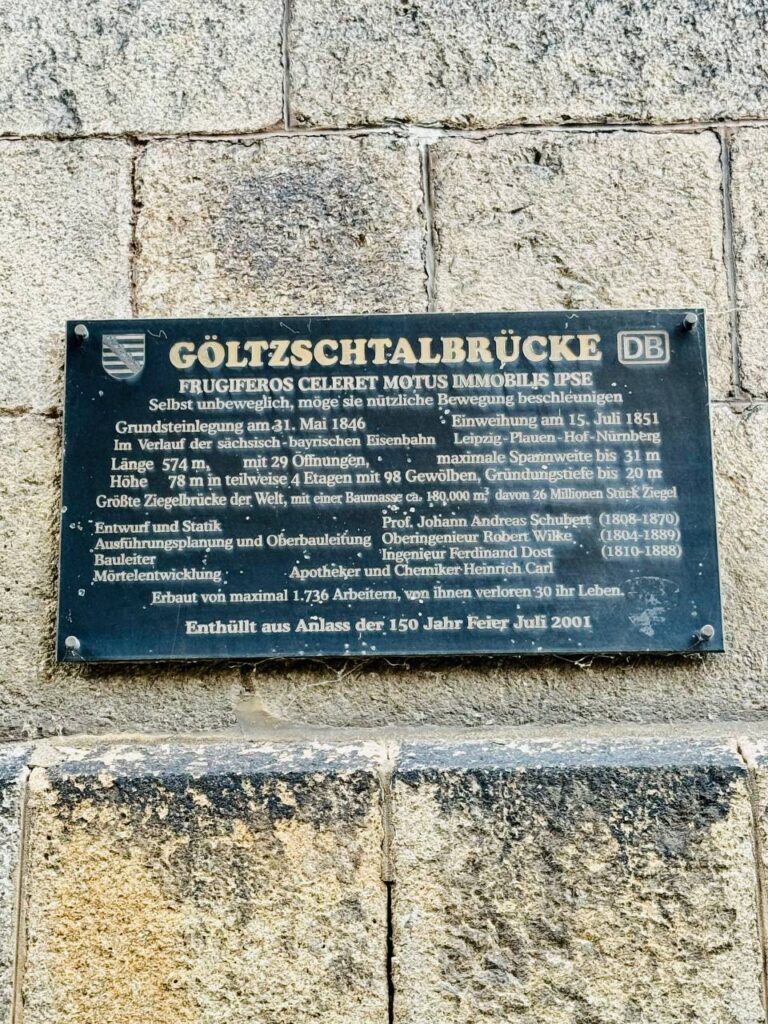 GÖLTZSCHTALBRÜCKE DB
FRUGIFEROS CELERET MOTUS IMMOBILIS IPSE
Selbst unbeweglich, möge sie nützliche Bewegung beschleunigen
Grundsteinlegung am 31. Mai 1846 Einweihung am 15. Juli 1851
Im Verlauf der sächsisch-bayrischen Eisenbahn Leipzig-Plauen-Hof-Nürnberg
Länge 574 m, mit 29 Öffnungen, maximale Spannweite bis 31 m
Höhe 78 m in teilweise 4 Etagen mit 98 Gewölben, Gründungstiefe bis 20 m
Größte Ziegelbrücke der Welt, mit einer Baumasse ca. 180.000 m³ davon 26 Millionen Stück Ziegel
Entwurf und Statik Prof. Johann Andreas Schubert (1808-1870)
Ausführungsplanung und Oberbauleitung Oberingenieur Robert Wilke (1804-1889)
Bauleiter Ingenieur Ferdinand Dost (1810-1888)
Mörtelentwicklung Apotheker und Chemiker Heinrich Carl
Erbaut von maximal 1.736 Arbeitern, von ihnen verloren 30 ihr Leben.
Enthüllt aus Anlass der 150 Jahr Feier Juli 2001